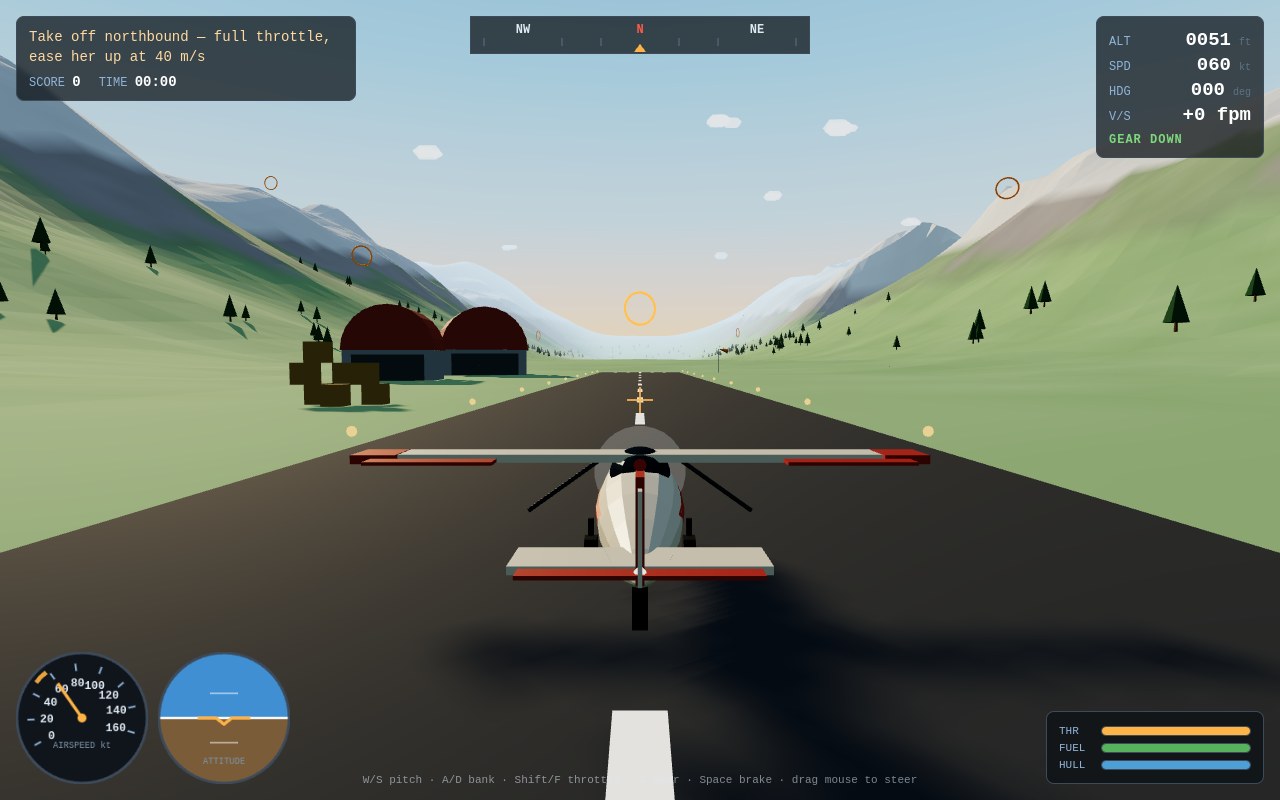 Take off northbound — full throttle,
ease her up at 40 m/s
SCORE 0 TIME 00:00
NW N NE
ALT 0051 ft
SPD 060 kt
HDG 000 deg
V/S +0 fpm
GEAR DOWN
0 20 40 60 80 100 120 140 160
AIRSPEED kt
ATTITUDE
THR
FUEL
HULL
W/S pitch · A/D bank · Shift/F · Space brake · drag mouse to steer